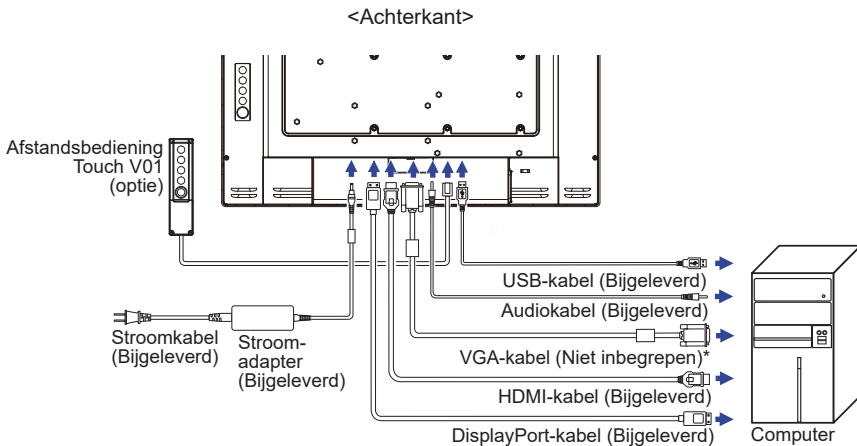 <Achterkant>
Afstandsbediening
Touch V01
(optie)
USB-kabel (Bijgeleverd)
Audiokabel (Bijgeleverd)
Stroomkabel
(Bijgeleverd)
Stroom-
adapter
(Bijgeleverd)
VGA-kabel (Niet inbegrepen)*
HDMI-kabel (Bijgeleverd)
DisplayPort-kabel (Bijgeleverd)
Computer